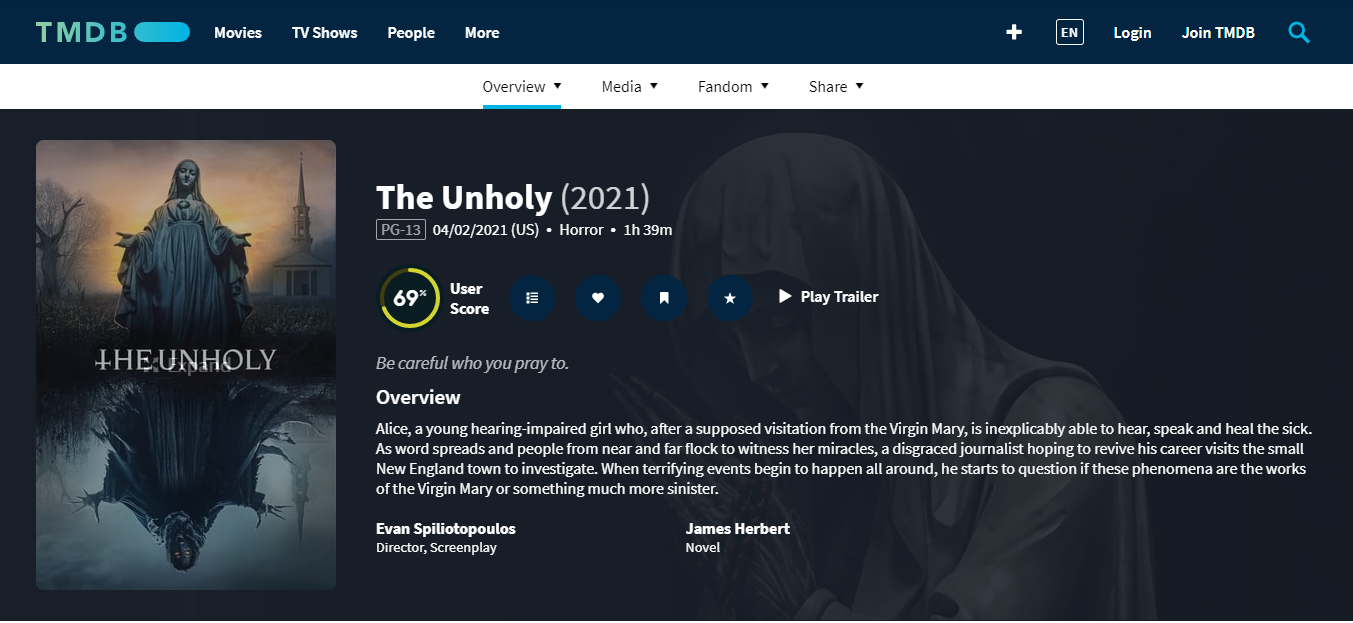 TMDB Movies TV Shows People More EN Login Join TMDB
Overview Media Fandom Share
The Unholy (2021)
PG-13 04/02/2021 (US) • Horror • 1h 39m
69% User
Score
Play Trailer
THE UNHOLY
Expand
Be careful who you pray to.
Overview
Alice, a young hearing-impaired girl who, after a supposed visitation from the Virgin Mary, is inexplicably able to hear, speak and heal the sick.
As word spreads and people from near and far flock to witness her miracles, a disgraced journalist hoping to revive his career visits the small
New England town to investigate. When terrifying events begin to happen all around, he starts to question if these phenomena are the works
of the Virgin Mary or something much more sinister.
Evan Spiliotopoulos James Herbert
Director, Screenplay Novel